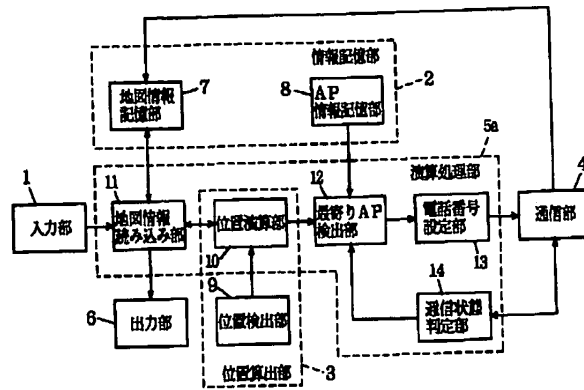 情報記憶部
2
地図情報
記憶部
7
8
AP
情報記憶部
5a
演算処理部
1
入力部
11
地図情報
読み込み部
位置演算部
10
12
最寄りAP
検出部
電話番号
設定部
13
4
通信部
6
出力部
9
位置検出部
14
通信状態
判定部
位置算出部
3